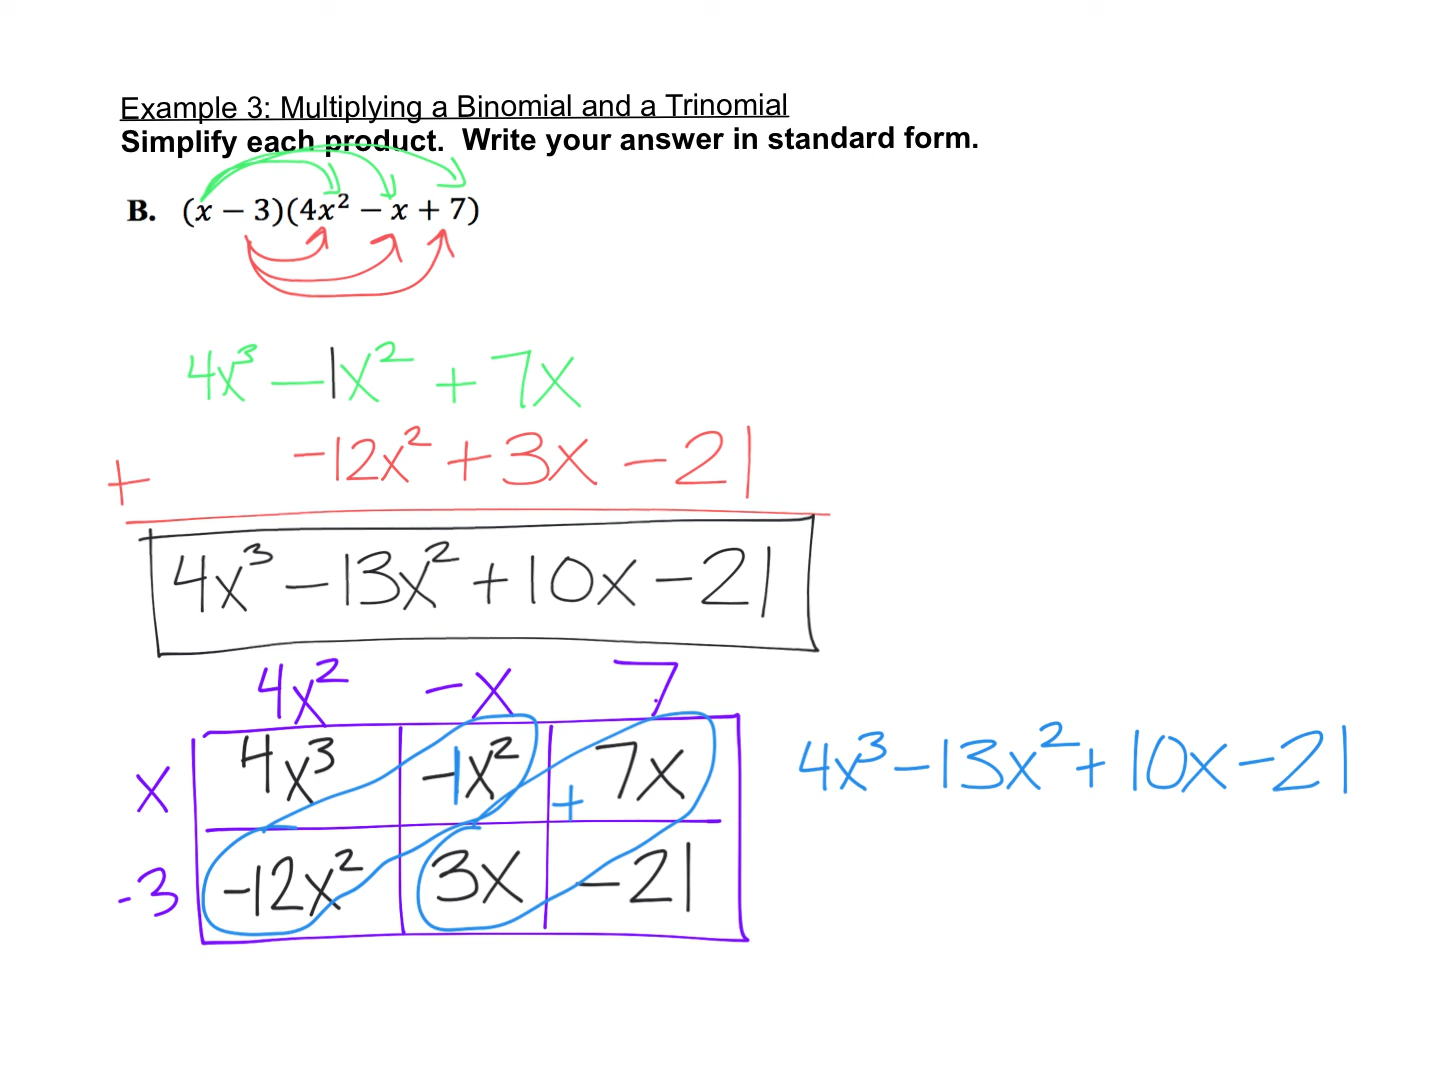 Example 3: Multiplying a Binomial and a Trinomial
Simplify each product.  Write your answer in standard form.
B. (x − 3)(4x² − x + 7)
4x³ − 1x² + 7x
+ -12x² + 3x − 21
4x³ − 13x² + 10x − 21
4x² -x 7
x 4x³ -1x² + 7x
-3 -12x² 3x -21
4x³ − 13x² + 10x − 21